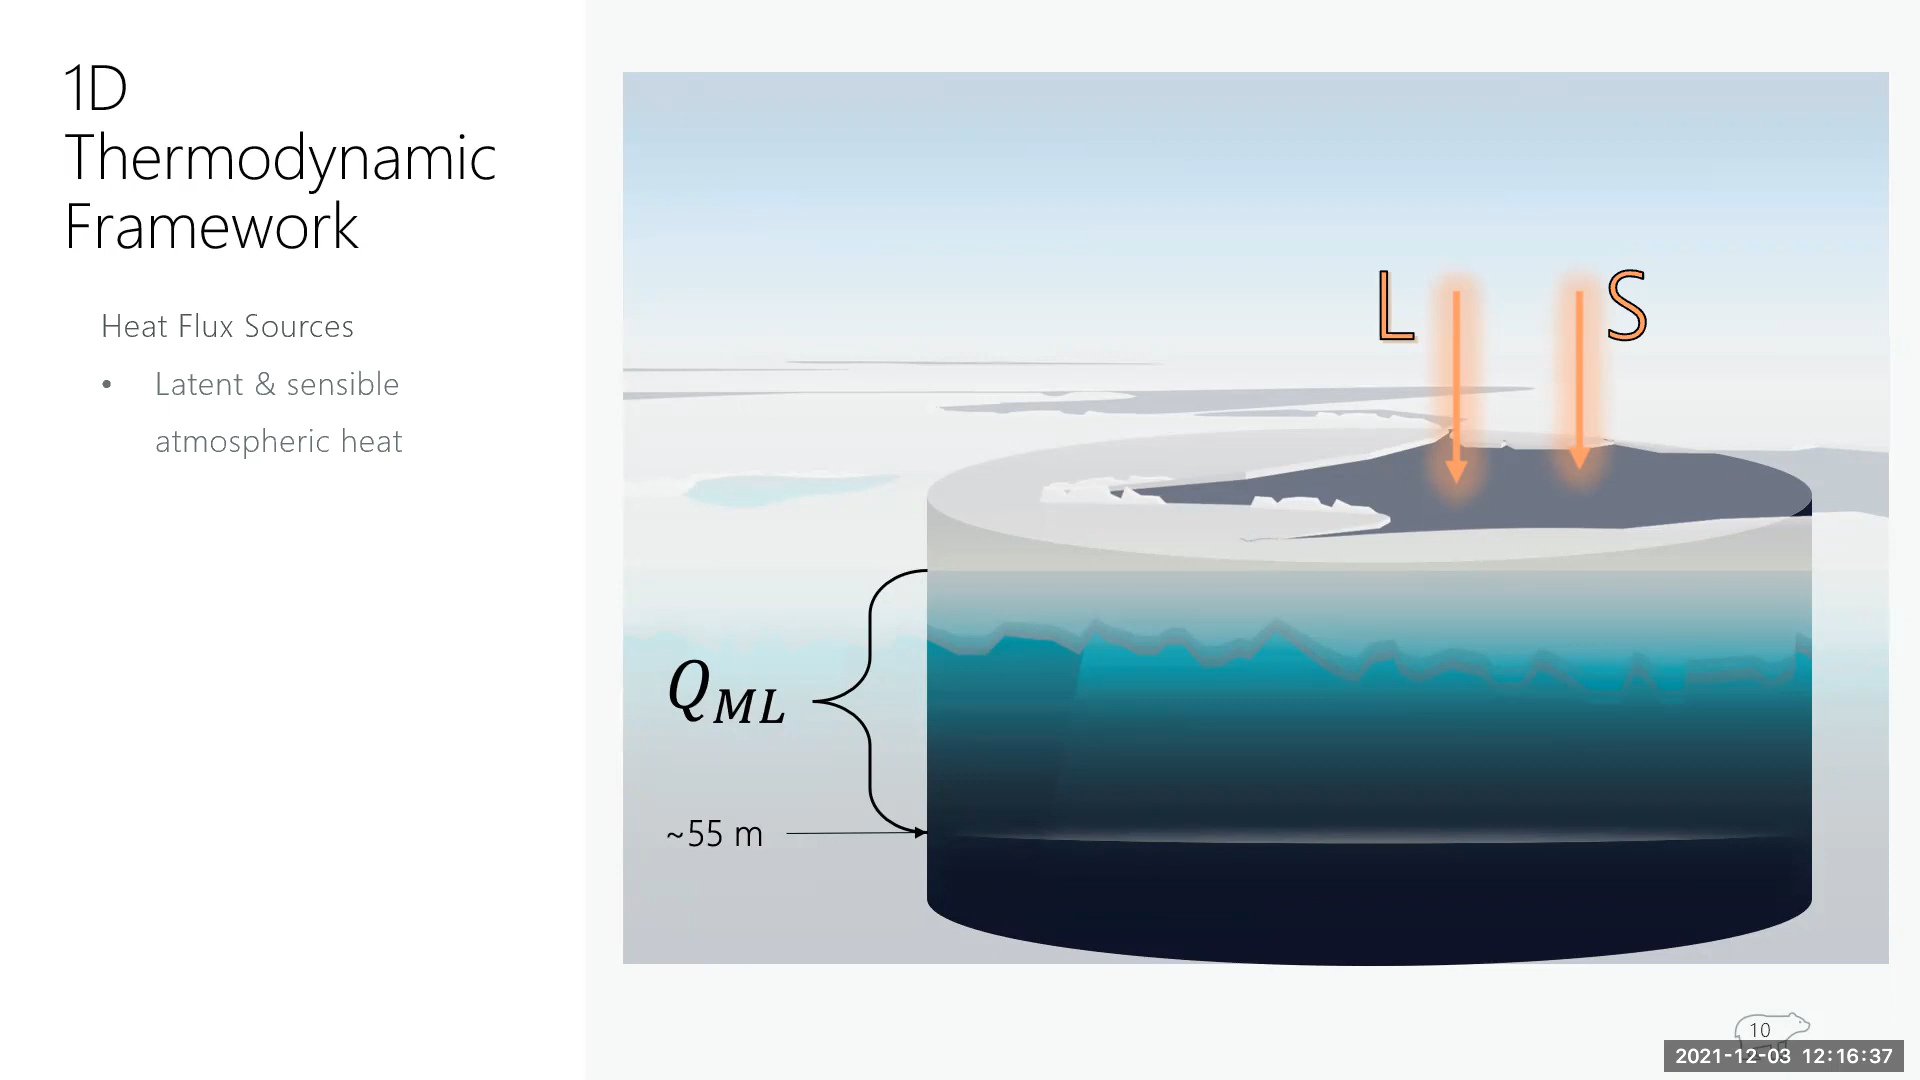 1D
Thermodynamic
Framework
Heat Flux Sources
• Latent & sensible
atmospheric heat
L S
Q_ML
~55 m
10
2021-12-03 12:16:37